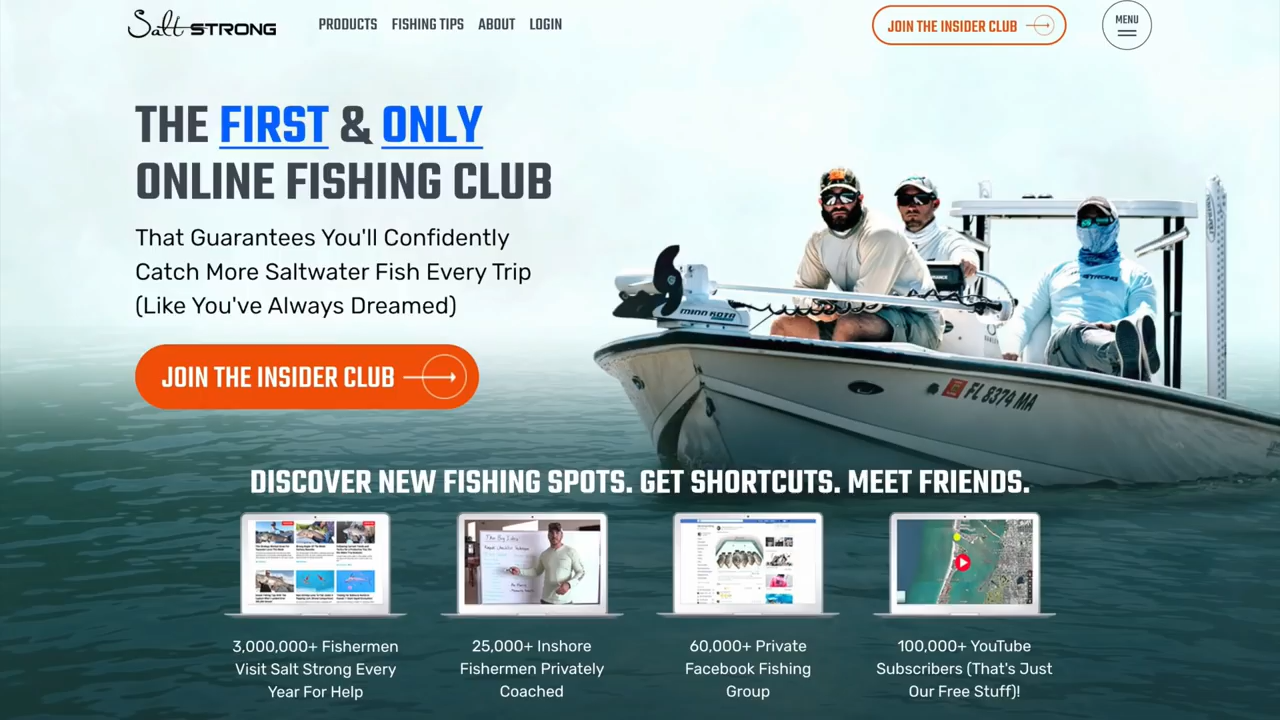 Salt STRONG
PRODUCTS FISHING TIPS ABOUT LOGIN
JOIN THE INSIDER CLUB
MENU
THE FIRST & ONLY
ONLINE FISHING CLUB
That Guarantees You'll Confidently
Catch More Saltwater Fish Every Trip
(Like You've Always Dreamed)
JOIN THE INSIDER CLUB
MINN KOTA
STRONG
FL 8374 MA
DISCOVER NEW FISHING SPOTS. GET SHORTCUTS. MEET FRIENDS.
The Big Idea
3,000,000+ Fishermen
Visit Salt Strong Every
Year For Help
25,000+ Inshore
Fishermen Privately
Coached
60,000+ Private
Facebook Fishing
Group
100,000+ YouTube
Subscribers (That's Just
Our Free Stuff)!